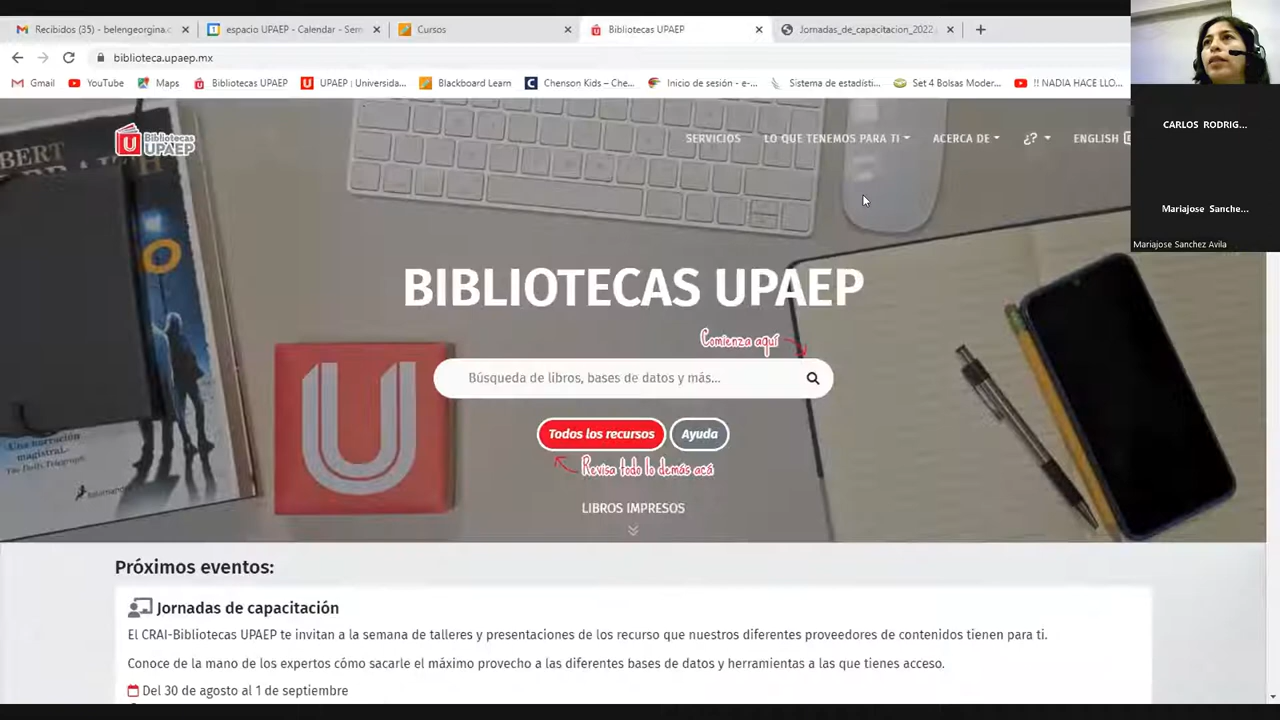 Recibidos (35) - belengeorgina.c
espacio UPAEP - Calendar - Sem
Cursos
Bibliotecas UPAEP
Jornadas_de_capacitacion_2022
biblioteca.upaep.mx
Gmail
YouTube
Maps
Bibliotecas UPAEP
UPAEP | Universida...
Blackboard Learn
Chenson Kids – Che...
Inicio de sesión - e-...
Sistema de estadísti...
Set 4 Bolsas Moder...
!! NADIA HACE LLO...
CARLOS RODRIG...
Mariajose Sanche...
Mariajose Sanchez Avila
Bibliotecas
UPAEP
SERVICIOS
LO QUE TENEMOS PARA TI
ACERCA DE
¿?
ENGLISH
BIBLIOTECAS UPAEP
Comienza aquí
Búsqueda de libros, bases de datos y más...
Todos los recursos
Ayuda
Revisa todo lo demás acá
LIBROS IMPRESOS
Una narración
magistral.
The Daily Telegraph
U
Próximos eventos:
Jornadas de capacitación
El CRAI-Bibliotecas UPAEP te invitan a la semana de talleres y presentaciones de los recurso que nuestros diferentes proveedores de contenidos tienen para ti.
Conoce de la mano de los expertos cómo sacarle el máximo provecho a las diferentes bases de datos y herramientas a las que tienes acceso.
Del 30 de agosto al 1 de septiembre